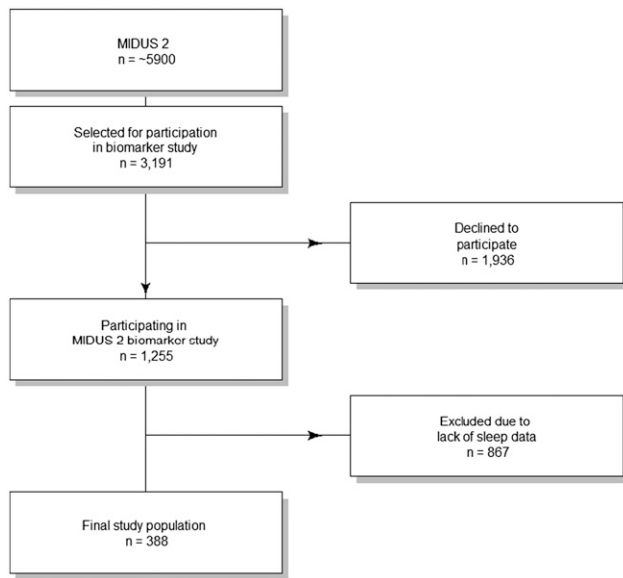 MIDUS 2
n = ~5900
Selected for participation
in biomarker study
n = 3,191
Declined to
participate
n = 1,936
Participating in
MIDUS 2 biomarker study
n = 1,255
Excluded due to
lack of sleep data
n = 867
Final study population
n = 388